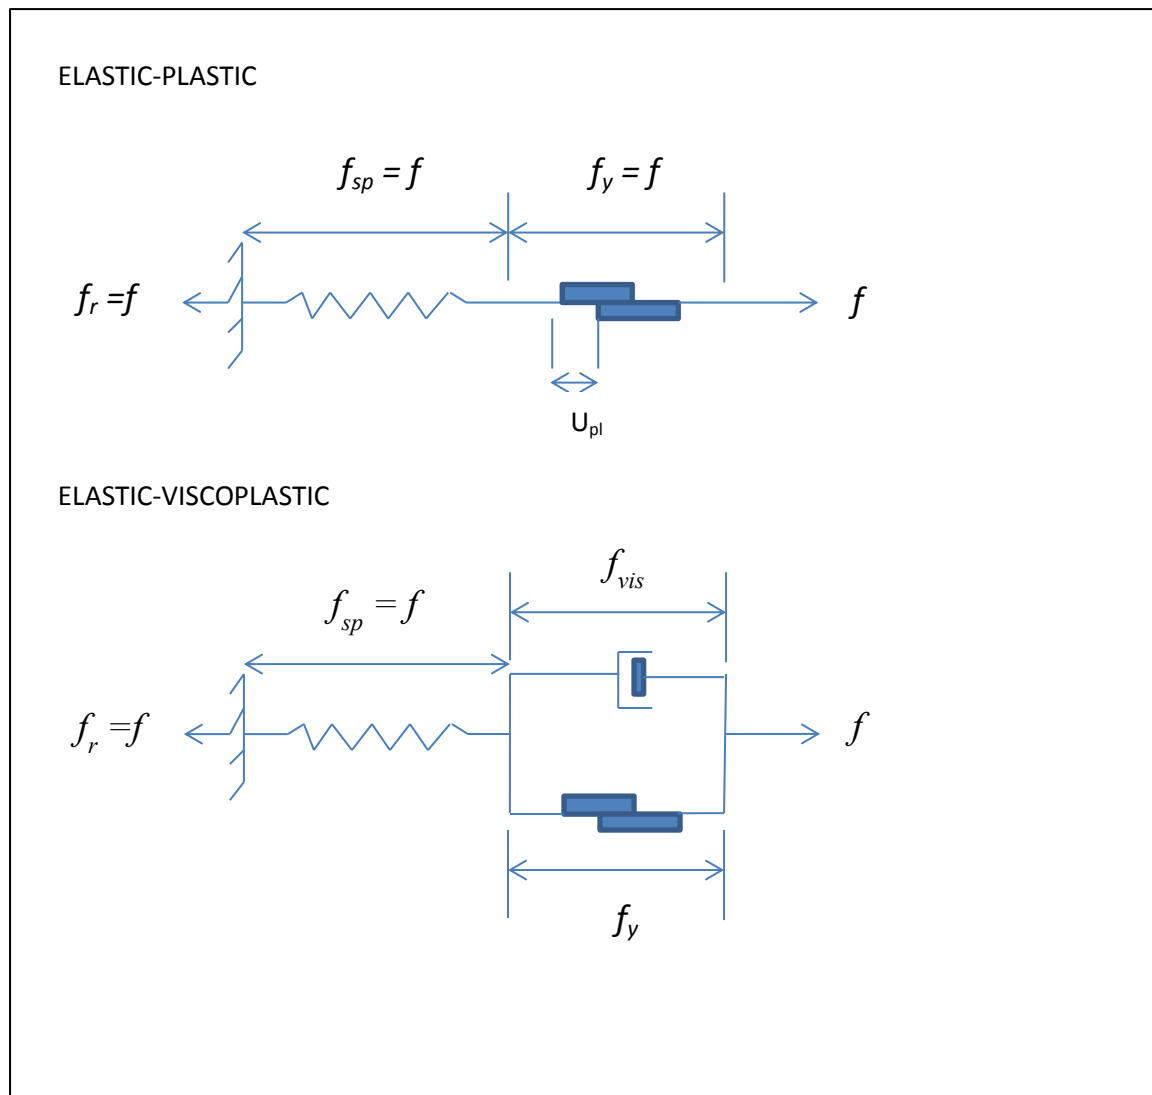 ELASTIC-PLASTIC
f_sp = f
f_y = f
f_r =f
f
U_pl
ELASTIC-VISCOPLASTIC
f_vis
f_sp = f
f_r =f
f
f_y